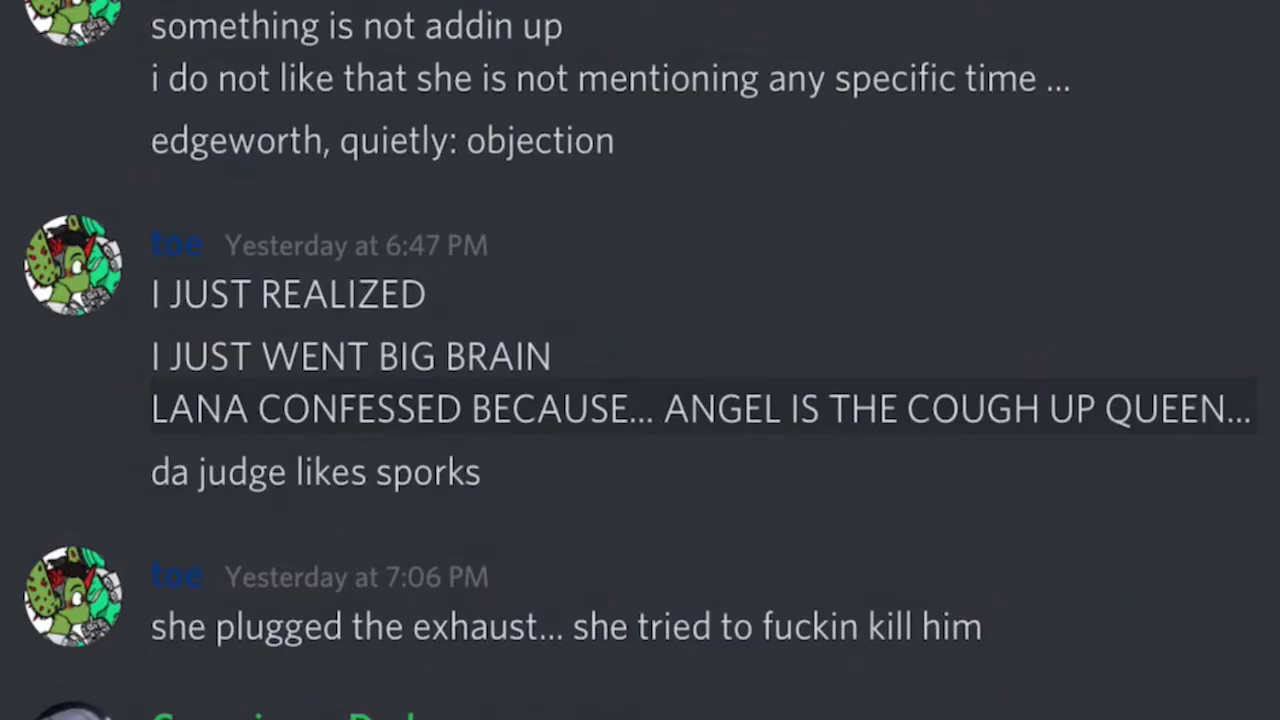 something is not addin up
i do not like that she is not mentioning any specific time ...
edgeworth, quietly: objection
toe Yesterday at 6:47 PM
I JUST REALIZED
I JUST WENT BIG BRAIN
LANA CONFESSED BECAUSE... ANGEL IS THE COUGH UP QUEEN...
da judge likes sporks
toe Yesterday at 7:06 PM
she plugged the exhaust... she tried to fuckin kill him